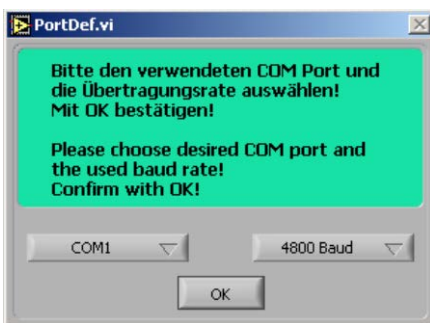 PortDef.vi
Bitte den verwendeten COM Port und
die Übertragungsrate auswählen!
Mit OK bestätigen!
Please choose desired COM port and
the used baud rate!
Confirm with OK!
COM1
4800 Baud
OK